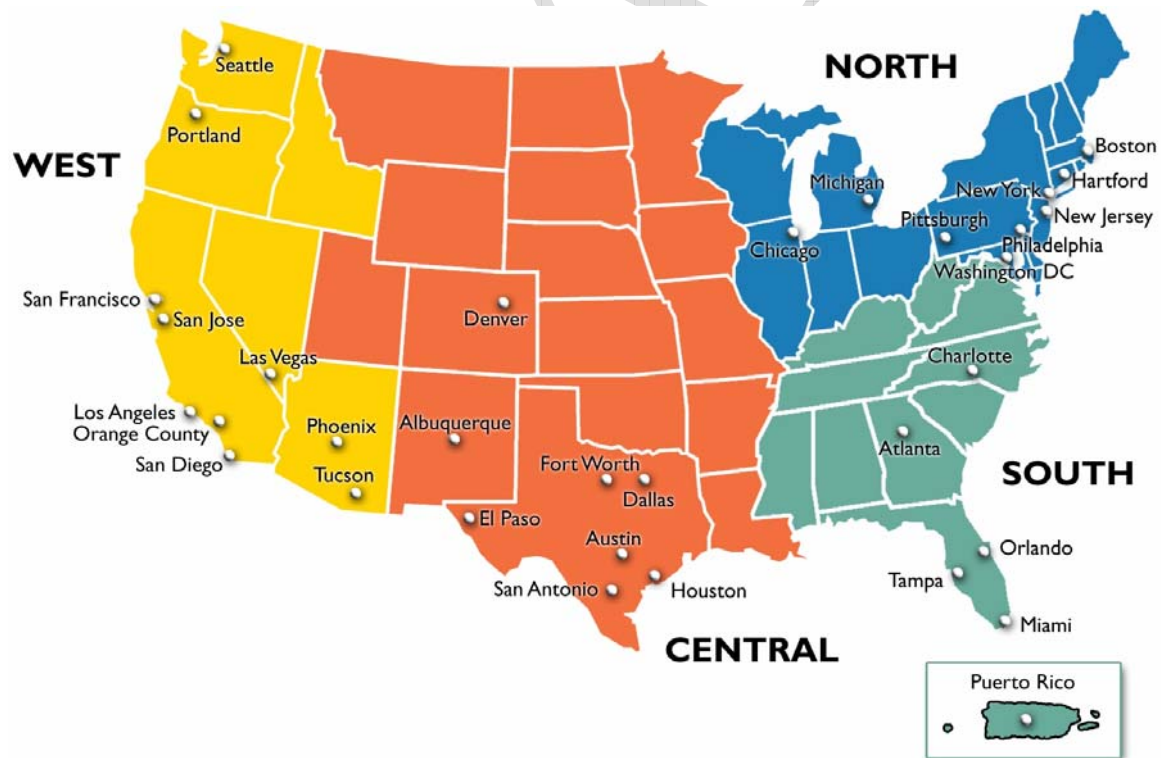 NORTH
Seattle
Portland
WEST
Boston
Michigan
Hartford
New York
New Jersey
Pittsburgh
Chicago
Philadelphia
Washington DC
San Francisco
San Jose
Denver
Las Vegas
Charlotte
Los Angeles
Orange County
San Diego
Phoenix
Tucson
Albuquerque
Atlanta
Fort Worth
Dallas
SOUTH
El Paso
Austin
San Antonio
Houston
Orlando
Tampa
Miami
CENTRAL
Puerto Rico